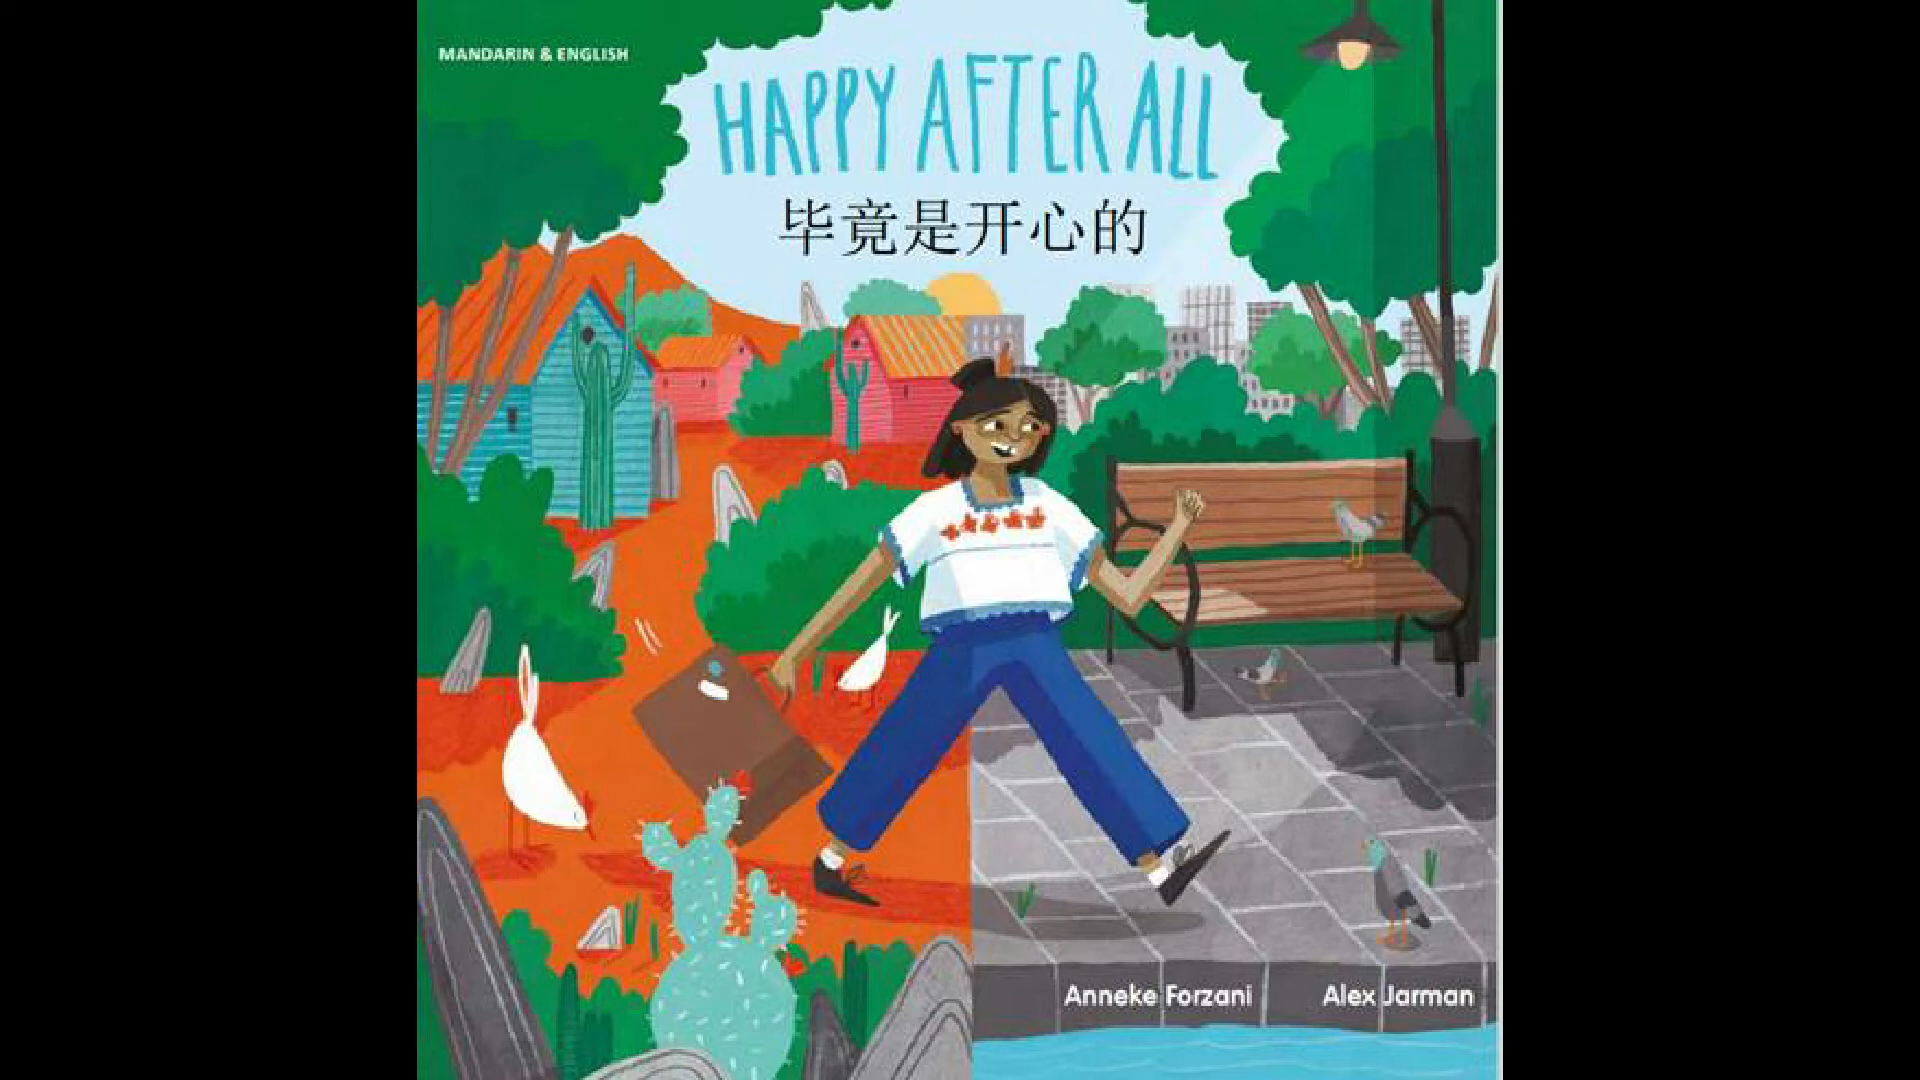 MANDARIN & ENGLISH
HAPPY AFTER ALL
毕竟是开心的
Anneke Forzani
Alex Jarman